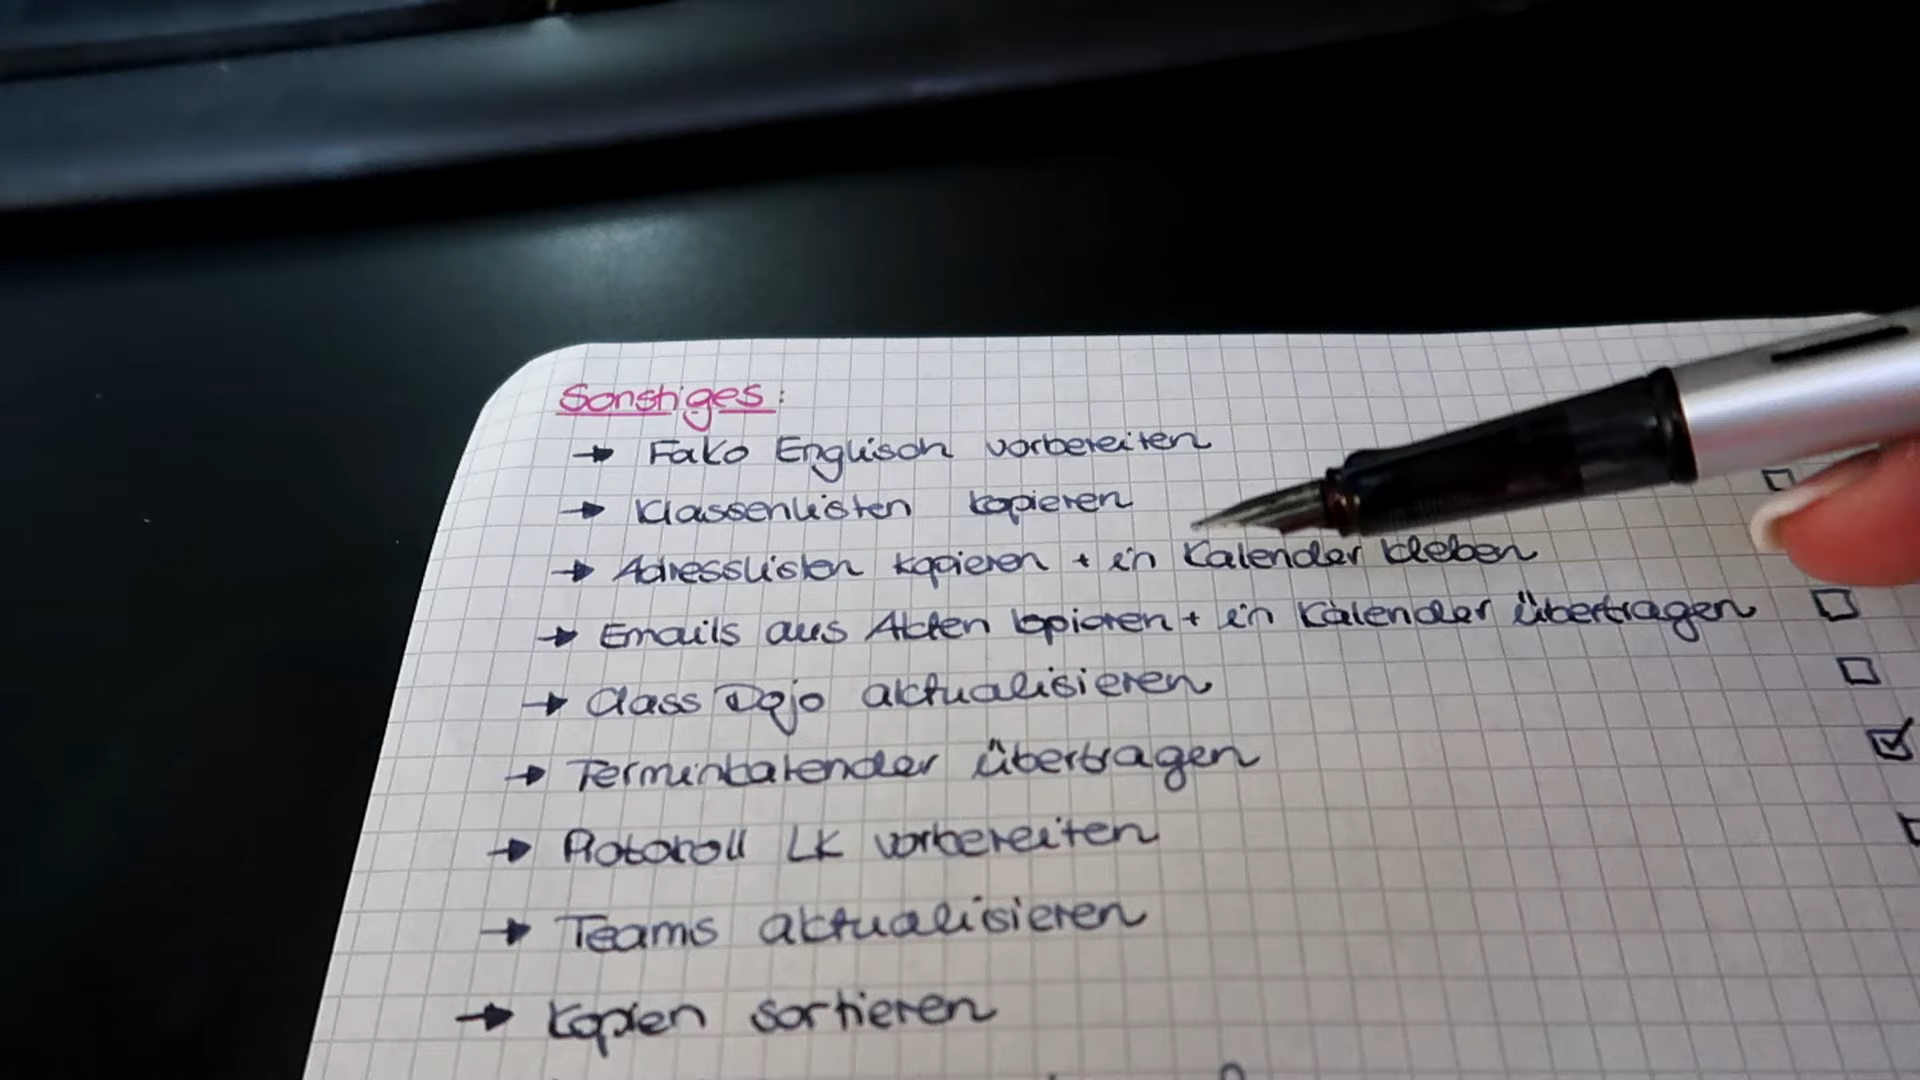 Sonstiges:
→ Fako Englisch vorbereiten
→ Klassenlisten kopieren
→ Adresslisten kopieren + in Kalender kleben
→ Emails aus Akten kopieren + in Kalender übertragen
→ Class Dojo aktualisieren
→ Terminkalender übertragen
→ Protokoll LK vorbereiten
→ Teams aktualisieren
→ Kopien sortieren